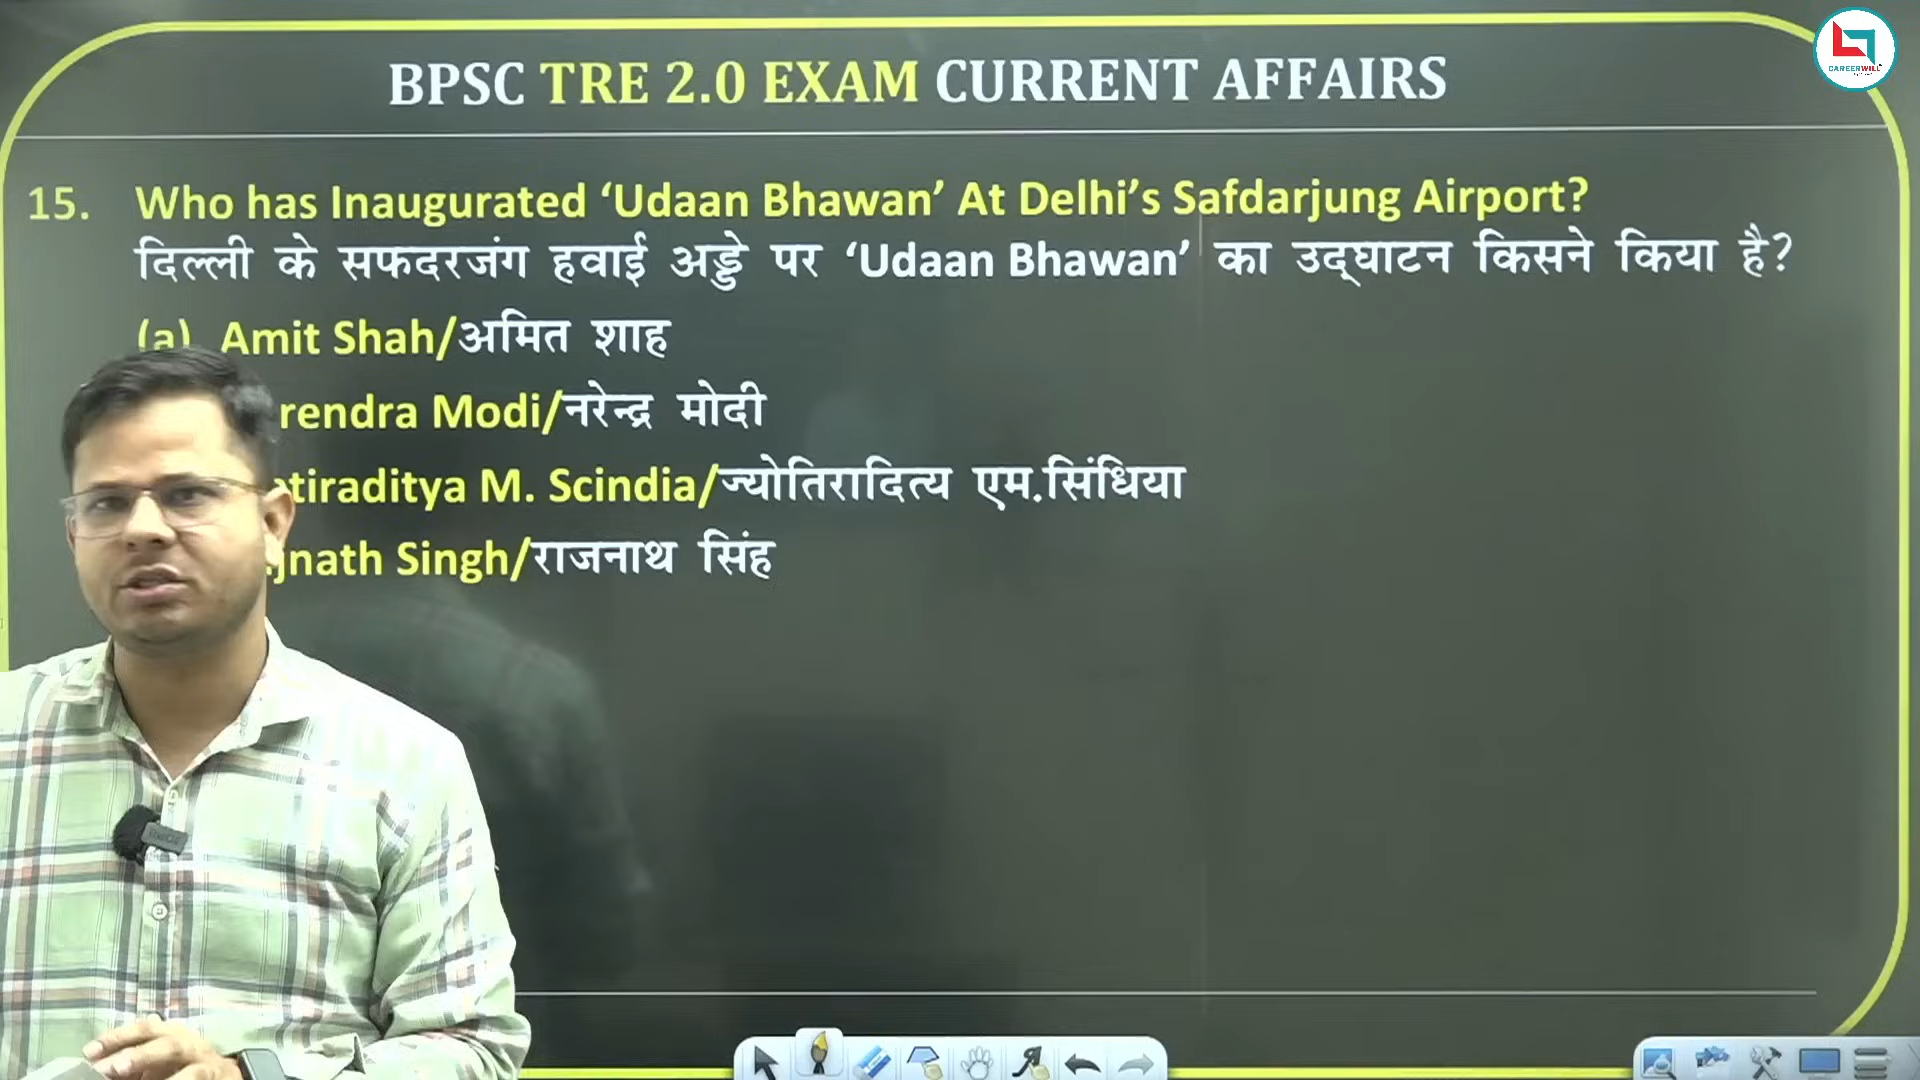 CAREERWILL
BPSC TRE 2.0 EXAM CURRENT AFFAIRS
15. Who has Inaugurated ‘Udaan Bhawan’ At Delhi’s Safdarjung Airport?
दिल्ली के सफदरजंग हवाई अड्डे पर ‘Udaan Bhawan’ का उद्घाटन किसने किया है?
(a) Amit Shah/अमित शाह
rendra Modi/नरेन्द्र मोदी
tiraditya M. Scindia/ज्योतिरादित्य एम.सिंधिया
jnath Singh/राजनाथ सिंह